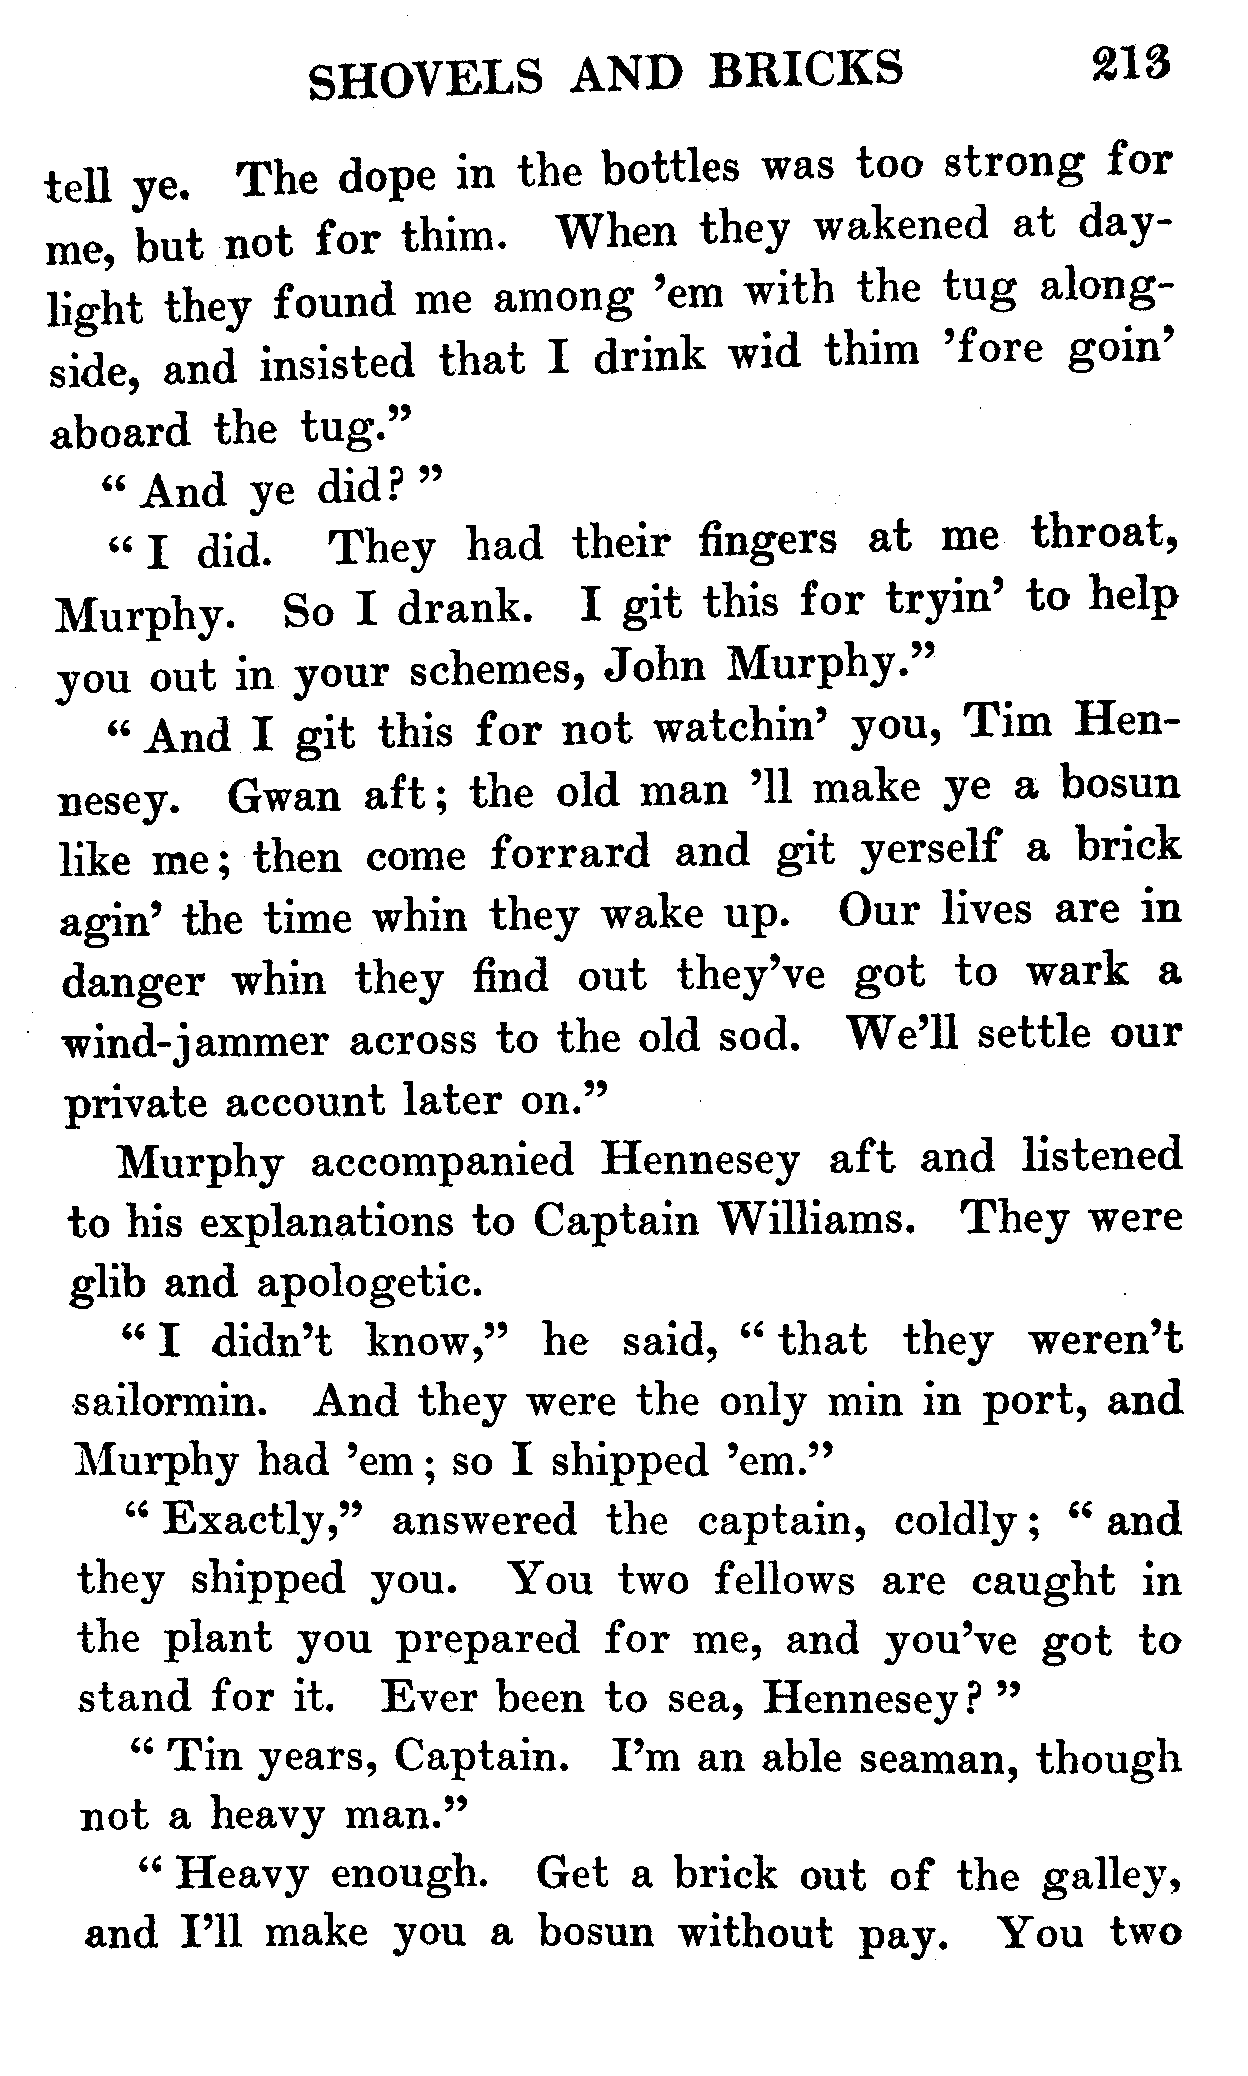 SHOVELS AND BRICKS 213
tell ye. The dope in the bottles was too strong for
me, but not for thim. When they wakened at day-
light they found me among ’em with the tug along-
side, and insisted that I drink wid thim ’fore goin’
aboard the tug.”
“ And ye did? ”
“ I did. They had their fingers at me throat,
Murphy. So I drank. I git this for tryin’ to help
you out in your schemes, John Murphy.”
“ And I git this for not watchin’ you, Tim Hen-
nesey. Gwan aft; the old man ’ll make ye a bosun
like me; then come forrard and git yerself a brick
agin’ the time whin they wake up. Our lives are in
danger whin they find out they’ve got to wark a
wind-jammer across to the old sod. We’ll settle our
private account later on.”
Murphy accompanied Hennesey aft and listened
to his explanations to Captain Williams. They were
glib and apologetic.
“ I didn’t know,” he said, “ that they weren’t
sailormin. And they were the only min in port, and
Murphy had ’em; so I shipped ’em.”
“ Exactly,” answered the captain, coldly; “ and
they shipped you. You two fellows are caught in
the plant you prepared for me, and you’ve got to
stand for it. Ever been to sea, Hennesey? ”
“ Tin years, Captain. I’m an able seaman, though
not a heavy man.”
“ Heavy enough. Get a brick out of the galley,
and I’ll make you a bosun without pay. You two